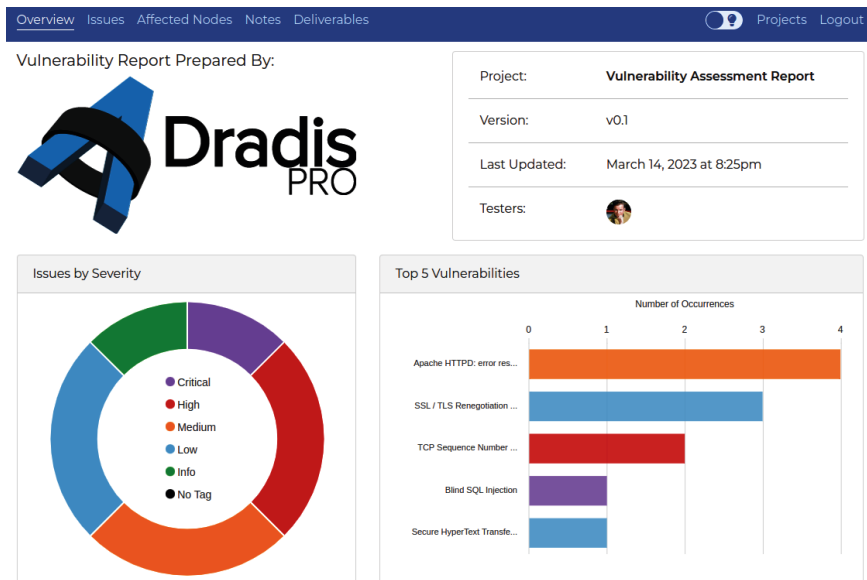 Overview Issues Affected Nodes Notes Deliverables Projects Logout
Vulnerability Report Prepared By:
Dradis
PRO
Project: Vulnerability Assessment Report
Version: v0.1
Last Updated: March 14, 2023 at 8:25pm
Testers:
Issues by Severity
Critical
High
Medium
Low
Info
No Tag
Top 5 Vulnerabilities
Number of Occurrences
0 1 2 3 4
Apache HTTPD: error res...
SSL / TLS Renegotiation ...
TCP Sequence Number ...
Blind SQL Injection
Secure HyperText Transfe...